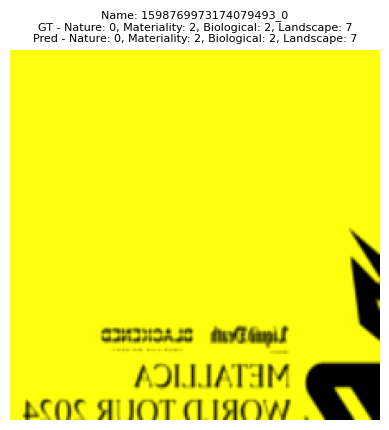 Name: 1598769973174079493_0
GT - Nature: 0, Materiality: 2, Biological: 2, Landscape: 7
Pred - Nature: 0, Materiality: 2, Biological: 2, Landscape: 7
Liquid Death BLACKENED
METALLICA
WORLD TOUR 2024